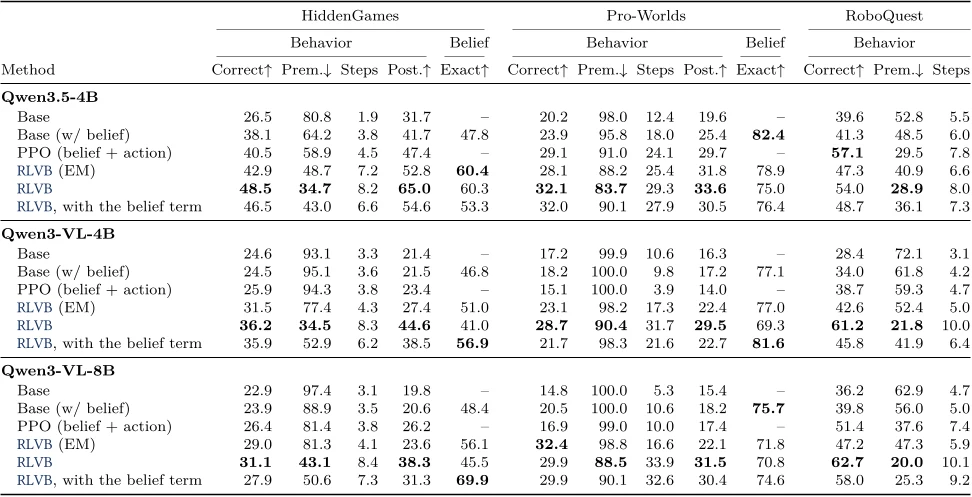 HiddenGames Pro-Worlds RoboQuest
Behavior Belief Behavior Belief Behavior
Method Correct↑ Prem.↓ Steps Post.↑ Exact↑ Correct↑ Prem.↓ Steps Post.↑ Exact↑ Correct↑ Prem.↓ Steps
Qwen3.5-4B
Base 26.5 80.8 1.9 31.7 – 20.2 98.0 12.4 19.6 – 39.6 52.8 5.5
Base (w/ belief) 38.1 64.2 3.8 41.7 47.8 23.9 95.8 18.0 25.4 82.4 41.3 48.5 6.0
PPO (belief + action) 40.5 58.9 4.5 47.4 – 29.1 91.0 24.1 29.7 – 57.1 29.5 7.8
RLVB (EM) 42.9 48.7 7.2 52.8 60.4 28.1 88.2 25.4 31.8 78.9 47.3 40.9 6.6
RLVB 48.5 34.7 8.2 65.0 60.3 32.1 83.7 29.3 33.6 75.0 54.0 28.9 8.0
RLVB, with the belief term 46.5 43.0 6.6 54.6 53.3 32.0 90.1 27.9 30.5 76.4 48.7 36.1 7.3
Qwen3-VL-4B
Base 24.6 93.1 3.3 21.4 – 17.2 99.9 10.6 16.3 – 28.4 72.1 3.1
Base (w/ belief) 24.5 95.1 3.6 21.5 46.8 18.2 100.0 9.8 17.2 77.1 34.0 61.8 4.2
PPO (belief + action) 25.9 94.3 3.8 23.4 – 15.1 100.0 3.9 14.0 – 38.7 59.3 4.7
RLVB (EM) 31.5 77.4 4.3 27.4 51.0 23.1 98.2 17.3 22.4 77.0 42.6 52.4 5.0
RLVB 36.2 34.5 8.3 44.6 41.0 28.7 90.4 31.7 29.5 69.3 61.2 21.8 10.0
RLVB, with the belief term 35.9 52.9 6.2 38.5 56.9 21.7 98.3 21.6 22.7 81.6 45.8 41.9 6.4
Qwen3-VL-8B
Base 22.9 97.4 3.1 19.8 – 14.8 100.0 5.3 15.4 – 36.2 62.9 4.7
Base (w/ belief) 23.9 88.9 3.5 20.6 48.4 20.5 100.0 10.6 18.2 75.7 39.8 56.0 5.0
PPO (belief + action) 26.4 81.4 3.8 26.2 – 16.9 99.0 10.0 17.4 – 51.4 37.6 7.4
RLVB (EM) 29.0 81.3 4.1 23.6 56.1 32.4 98.8 16.6 22.1 71.8 47.2 47.3 5.9
RLVB 31.1 43.1 8.4 38.3 45.5 29.9 88.5 33.9 31.5 70.8 62.7 20.0 10.1
RLVB, with the belief term 27.9 50.6 7.3 31.3 69.9 29.9 90.1 32.6 30.4 74.6 58.0 25.3 9.2